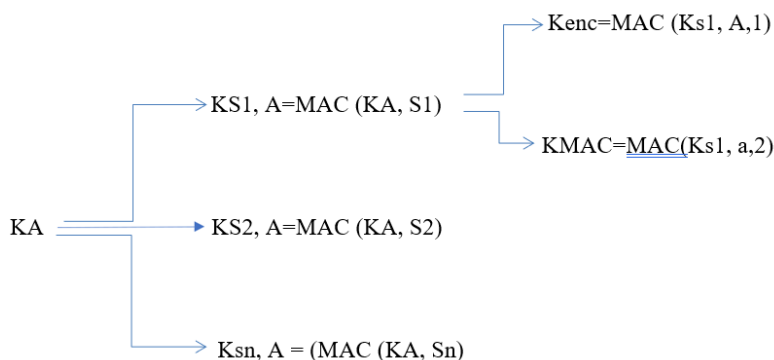 Kenc=MAC (Ks1, A,1)
KS1, A=MAC (KA, S1)
KMAC=MAC(Ks1, a,2)
KA
KS2, A=MAC (KA, S2)
Ksn, A = (MAC (KA, Sn)